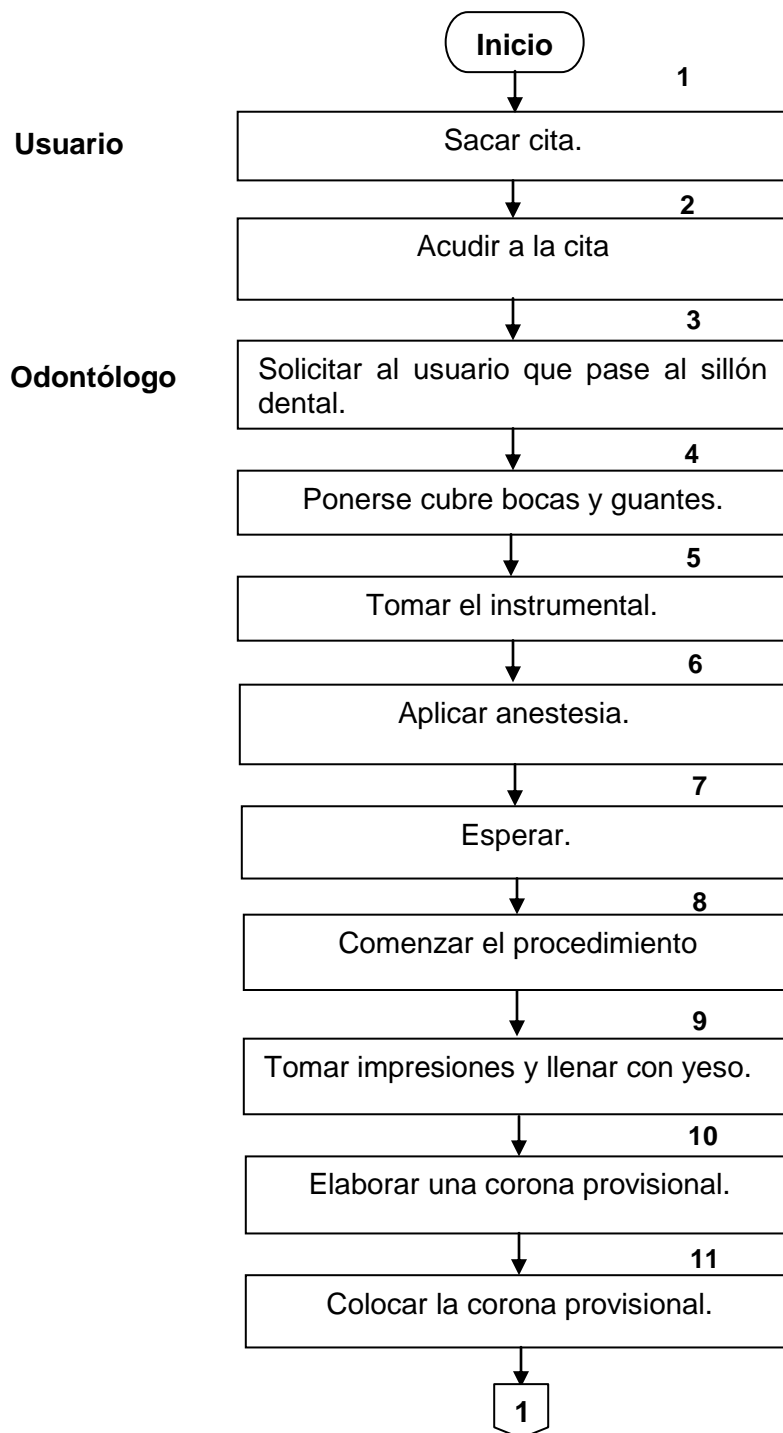 Inicio
1
Usuario
Sacar cita.
2
Acudir a la cita
3
Odontólogo
Solicitar al usuario que pase al sillón
dental.
4
Ponerse cubre bocas y guantes.
5
Tomar el instrumental.
6
Aplicar anestesia.
7
Esperar.
8
Comenzar el procedimiento
9
Tomar impresiones y llenar con yeso.
10
Elaborar una corona provisional.
11
Colocar la corona provisional.
1